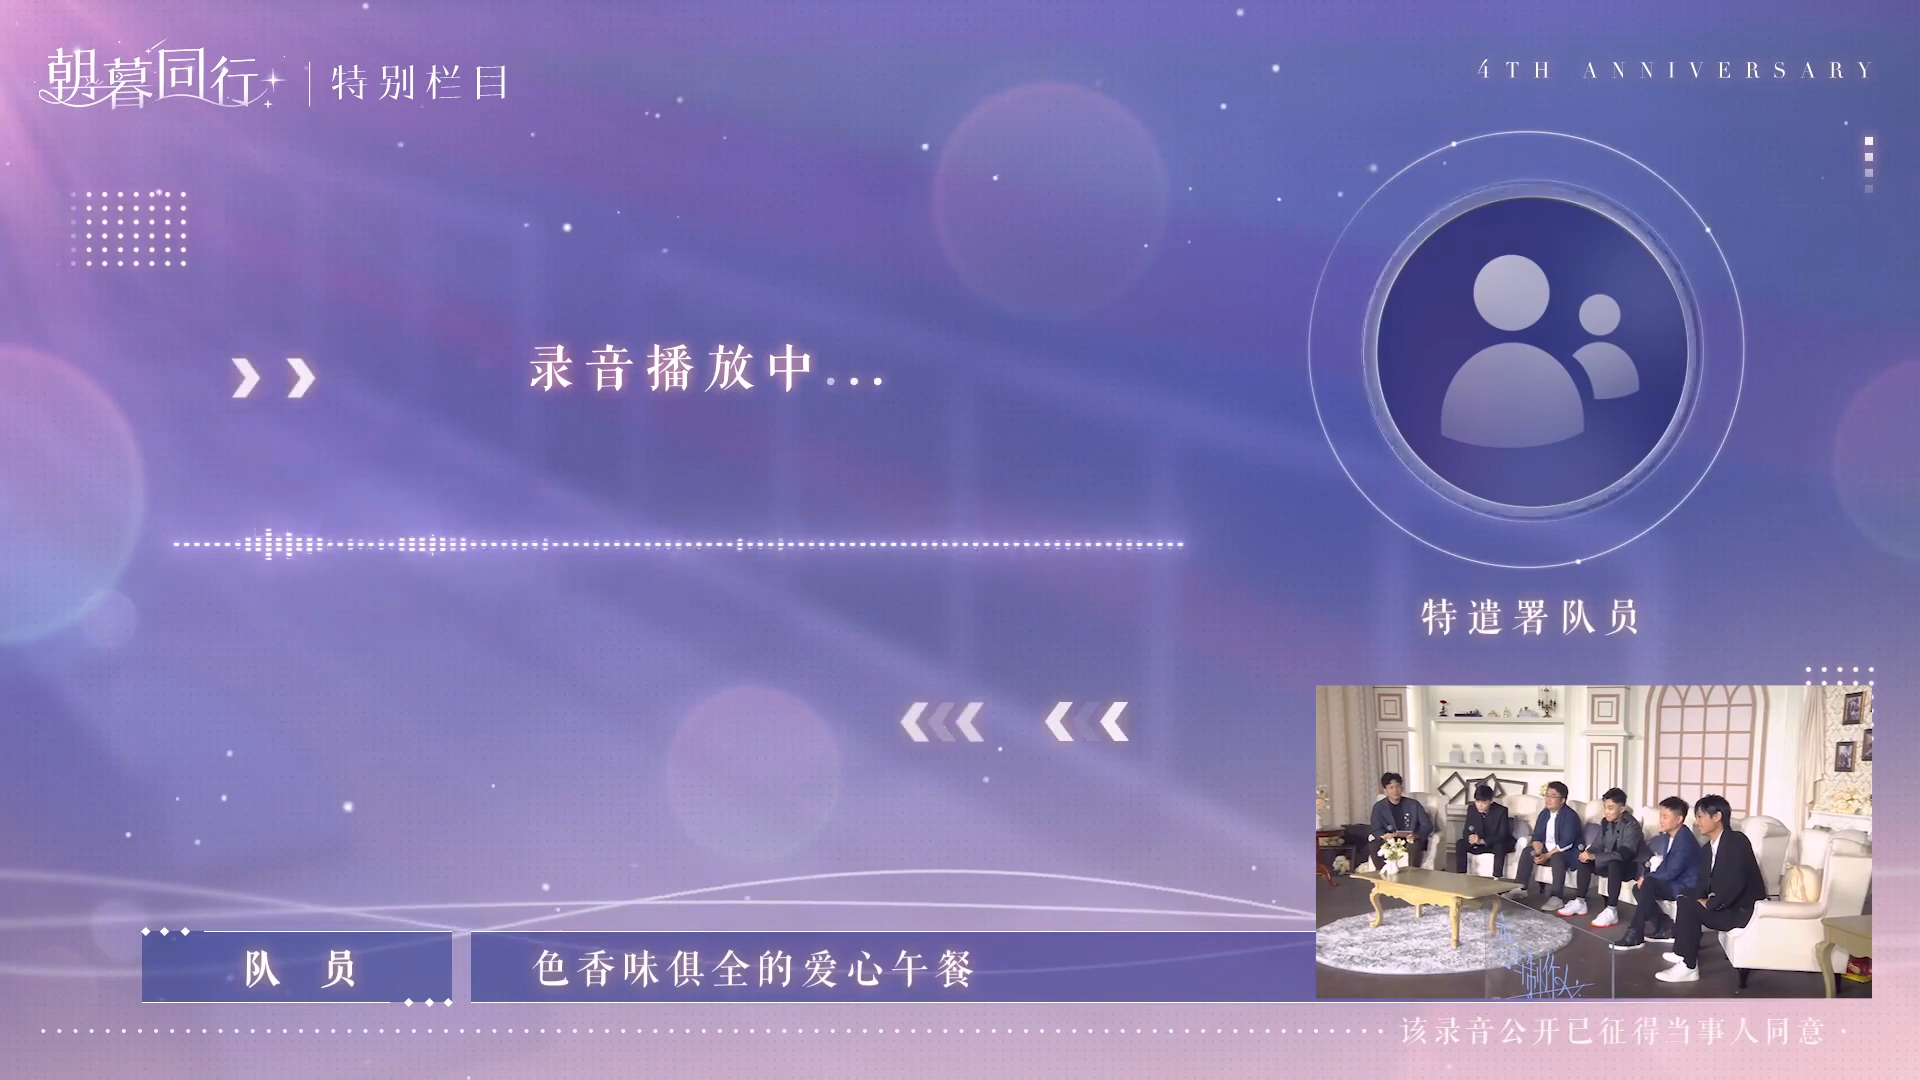 朝暮同行 特别栏目
4TH ANNIVERSARY
录音播放中...
特遣署队员
队员 色香味俱全的爱心午餐
该录音公开已征得当事人同意